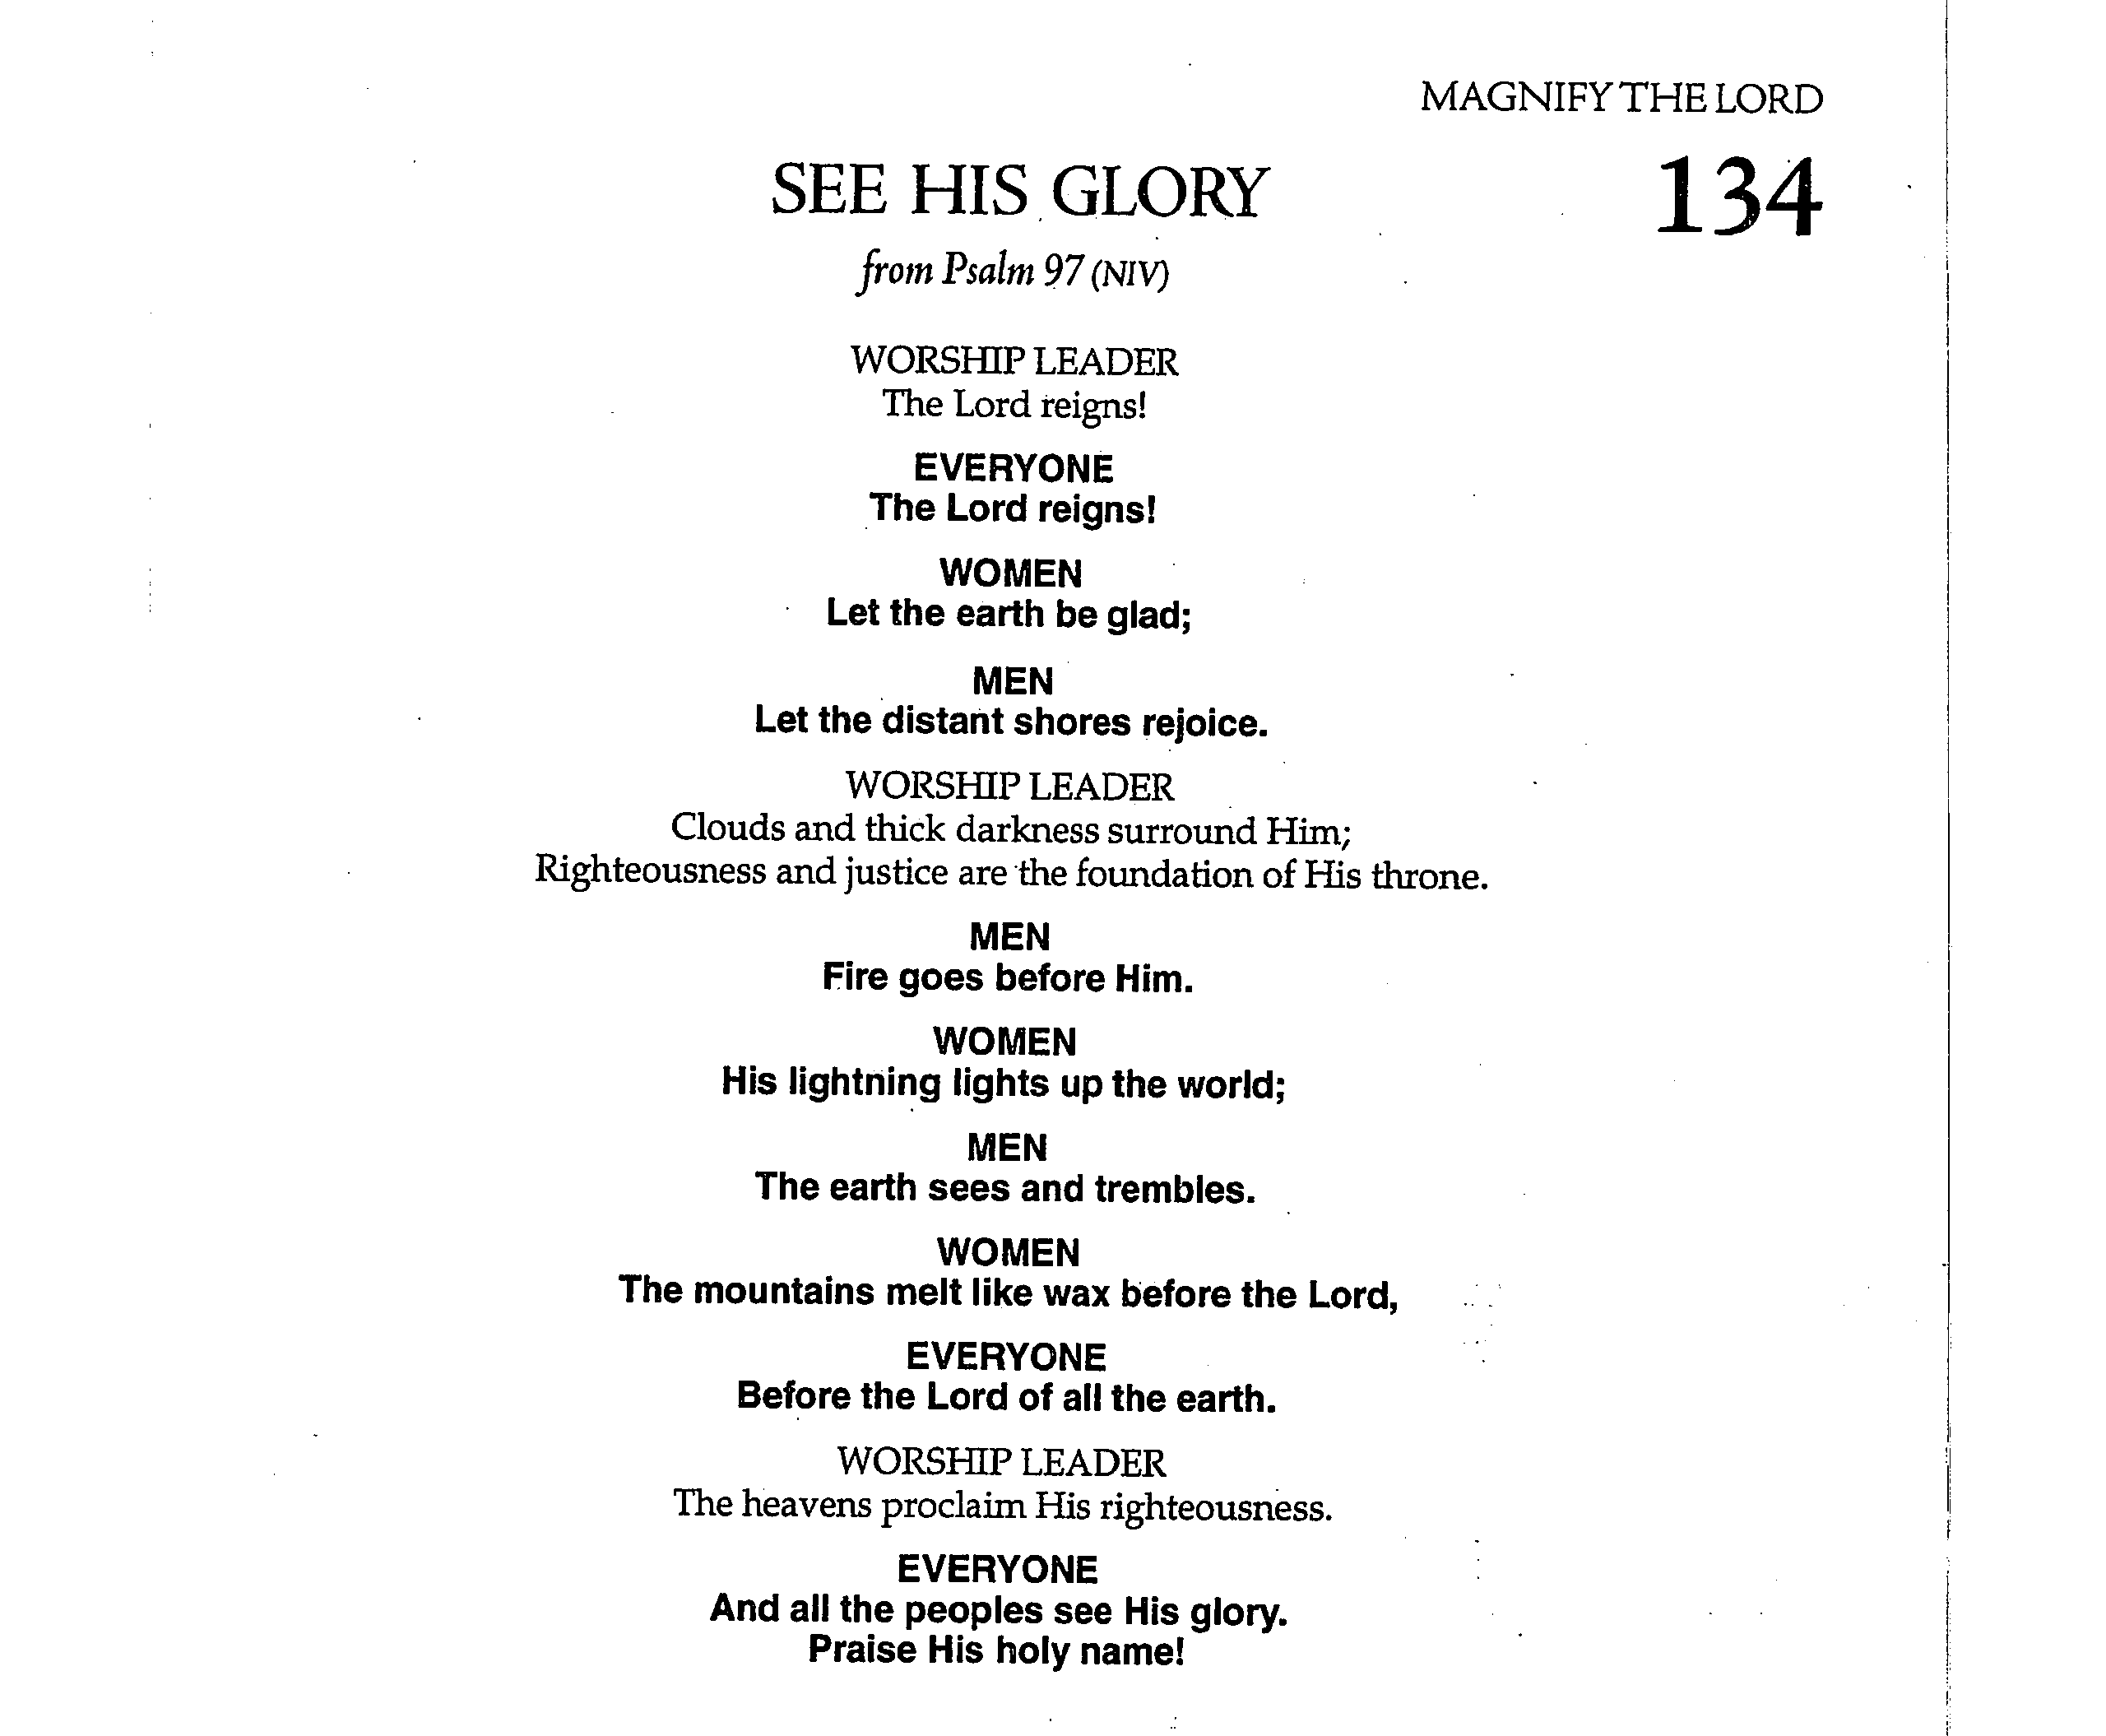 MAGNIFY THE LORD
SEE HIS GLORY
134
from Psalm 97 (NIV)
WORSHIP LEADER
The Lord reigns!
EVERYONE
The Lord reigns!
WOMEN
Let the earth be glad;
MEN
Let the distant shores rejoice.
WORSHIP LEADER
Clouds and thick darkness surround Him;
Righteousness and justice are the foundation of His throne.
MEN
Fire goes before Him.
WOMEN
His lightning lights up the world;
MEN
The earth sees and trembles.
WOMEN
The mountains melt like wax before the Lord,
EVERYONE
Before the Lord of all the earth.
WORSHIP LEADER
The heavens proclaim His righteousness.
EVERYONE
And all the peoples see His glory.
Praise His holy name!